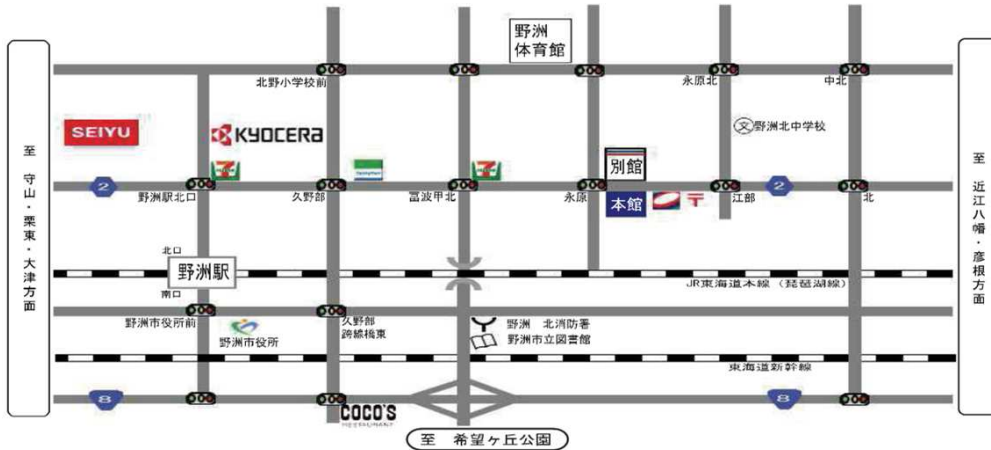 野洲
体育館
北野小学校前
永原北
中北
SEIYU
KYOCERA
文
野洲北中学校
7
FamilyMart
7
別館
2
野洲駅北口
久野部
冨波甲北
永原
本館
〒
江部
2
北
至 守山・栗東・大津方面
至 近江八幡・彦根方面
北口
野洲駅
南口
JR東海道本線(琵琶湖線)
野洲市役所前
野洲市役所
久野部
跨線橋東
野洲 北消防署
野洲市立図書館
東海道新幹線
8
8
COCO'S
RESTAURANT
至 希望ヶ丘公園